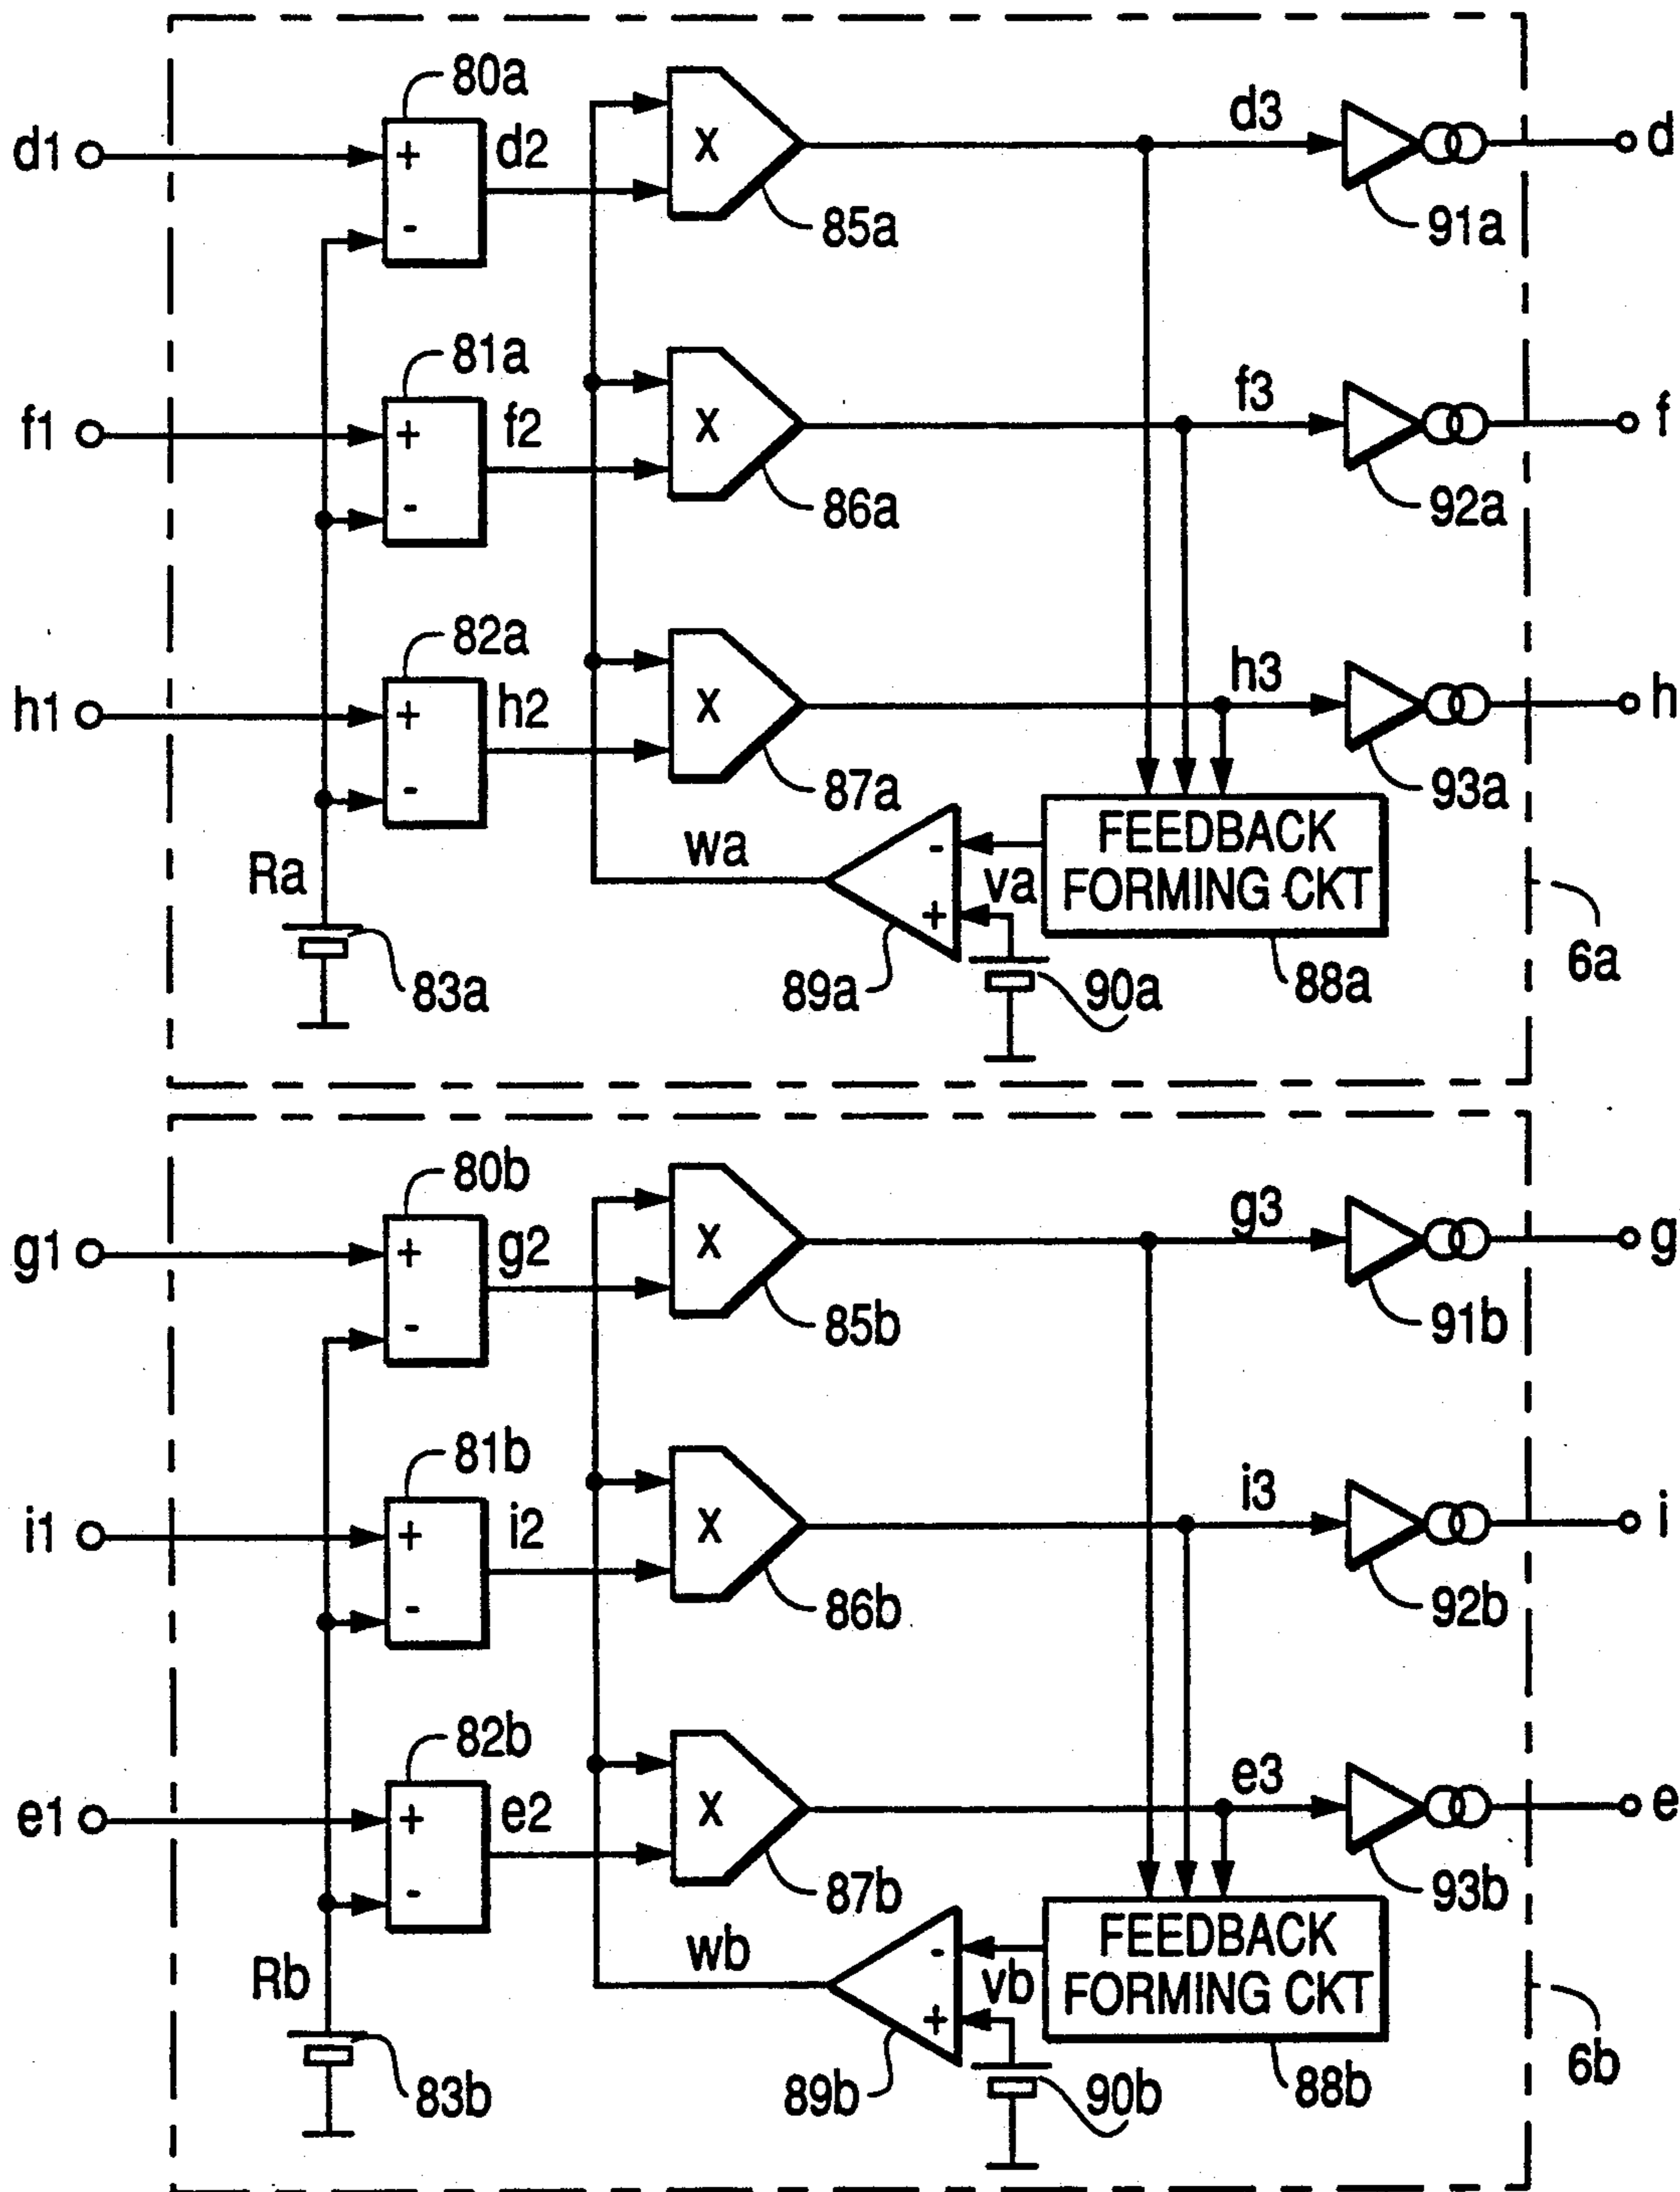 80a
d1
+
d2
X
d3
d
-
85a
91a
81a
f1
+
f2
X
f3
f
-
86a
92a
82a
h1
+
h2
X
h3
h
-
87a
93a
Ra
wa
-
va
+
FEEDBACK
FORMING CKT
83a
89a
90a
88a
6a
80b
g1
+
g2
X
g3
g
-
85b
91b
81b
i1
+
i2
X
i3
i
-
86b
92b
82b
e1
+
e2
X
e3
e
-
87b
93b
Rb
wb
-
vb
+
FEEDBACK
FORMING CKT
83b
89b
90b
88b
6b